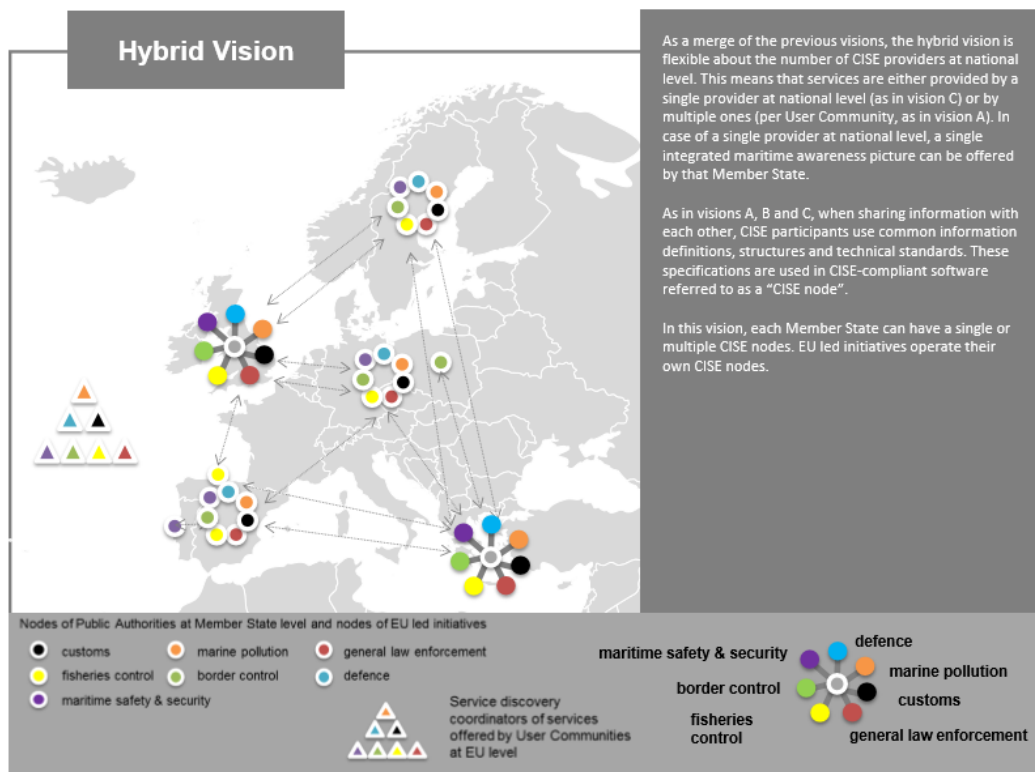 Hybrid Vision
As a merge of the previous visions, the hybrid vision is
flexible about the number of CISE providers at national
level. This means that services are either provided by a
single provider at national level (as in vision C) or by
multiple ones (per User Community, as in vision A). In
case of a single provider at national level, a single
integrated maritime awareness picture can be offered
by that Member State.
As in visions A, B and C, when sharing information with
each other, CISE participants use common information
definitions, structures and technical standards. These
specifications are used in CISE-compliant software
referred to as a “CISE node”.
In this vision, each Member State can have a single or
multiple CISE nodes. EU led initiatives operate their
own CISE nodes.
Nodes of Public Authorities at Member State level and nodes of EU led initiatives
customs
marine pollution
general law enforcement
fisheries control
border control
defence
maritime safety & security
Service discovery
coordinators of services
offered by User Communities
at EU level
defence
maritime safety & security
marine pollution
border control
customs
fisheries
control
general law enforcement